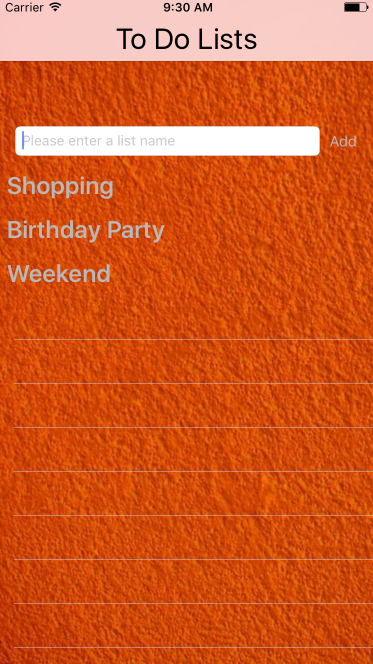 Carrier 9:30 AM
To Do Lists
Please enter a list name Add
Shopping
Birthday Party
Weekend